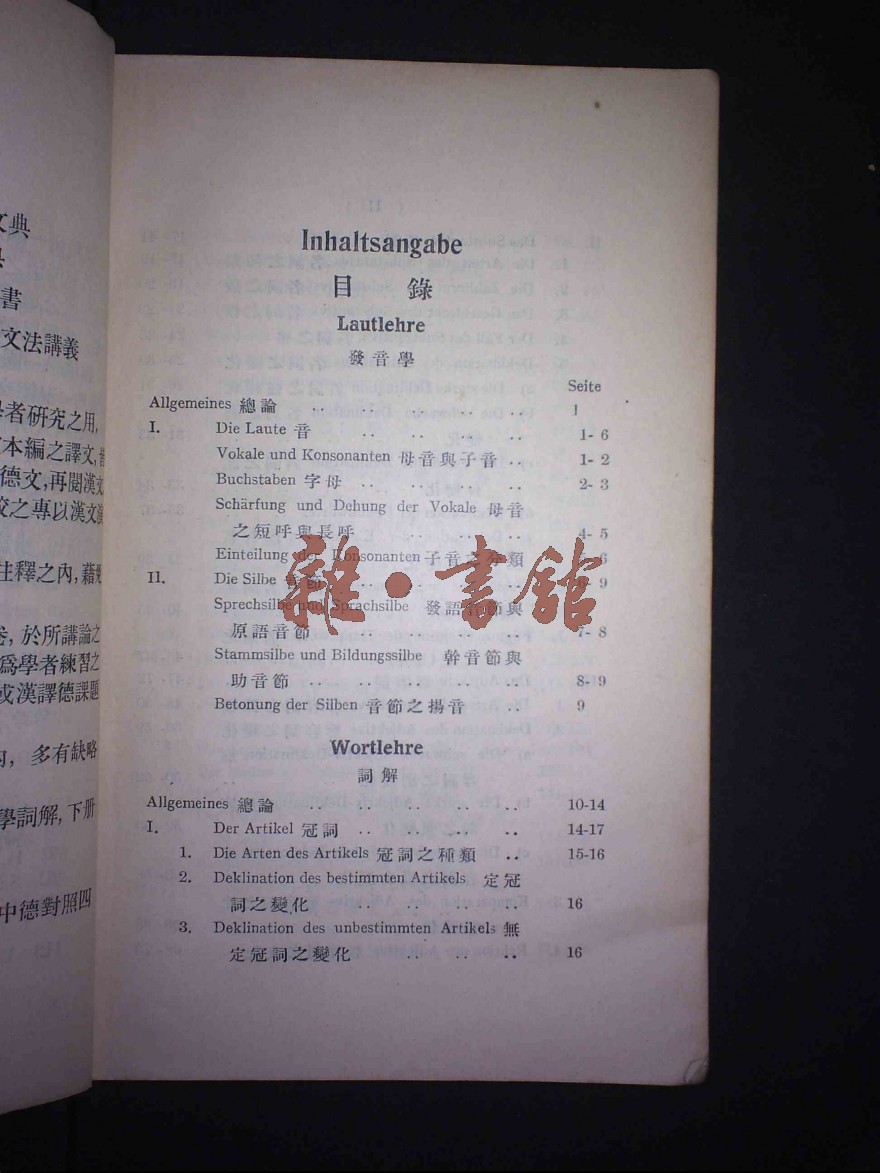 文典
書
文法講義
學者研究之用,
本編之譯文,
德文,再閱漢文
較之專以漢文
註釋之內,藉
卷,於所講論之
爲學者練習之
或漢譯德課題
多有缺略
學詞解,下册
中德對照四
Inhaltsangabe
目 錄
Lautlehre
發音學
Seite
Allgemeines 總論 .. .. .. .. 1
I. Die Laute 音 .. .. .. .. 1- 6
Vokale und Konsonanten 母音與子音 .. 1- 2
Buchstaben 字母 .. .. .. .. 2- 3
Schärfung und Dehung der Vokale 母音
之短呼與長呼 .. .. .. 4- 5
Einteilung der Konsonanten 子音之分類 6
II. Die Silbe 音節 .. .. .. .. 6- 9
Sprechsilbe und Sprachsilbe 發語音節與
原語音節 .. .. .. .. 7- 8
Stammsilbe und Bildungssilbe 幹音節與
助音節 .. .. .. .. .. 8- 9
Betonung der Silben 音節之揚音 .. 9
Wortlehre
詞解
Allgemeines 總論 .. .. .. .. .. 10-14
I. Der Artikel 冠詞 .. .. .. .. 14-17
1. Die Arten des Artikels 冠詞之種類 .. 15-16
2. Deklination des bestimmten Artikels 定冠
詞之變化 .. .. .. .. 16
3. Deklination des unbestimmten Artikels 無
定冠詞之變化 .. .. .. .. 16
雜·書館